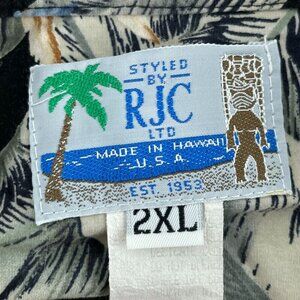 STYLED
BY
RJC
LTD
MADE IN HAWAII
U.S.A.
EST. 1953
2XL